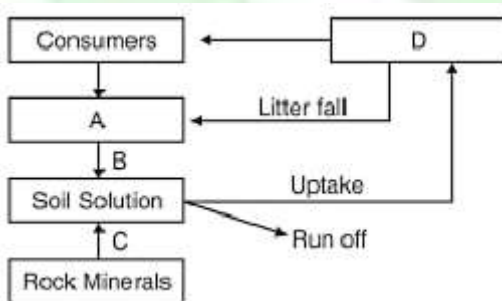 Consumers
D
Litter fall
A
B
Soil Solution
Uptake
C
Run off
Rock Minerals